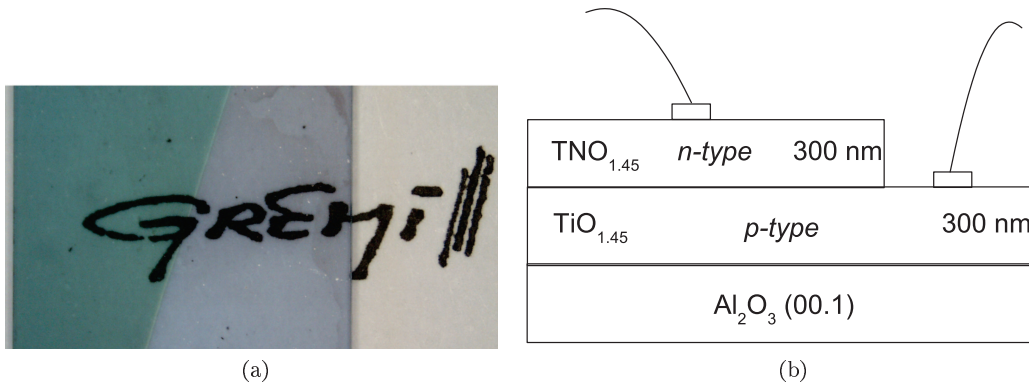 GREMI
TNO1.45 n-type 300 nm
TiO1.45 p-type 300 nm
Al2O3 (00.1)
(a) (b)